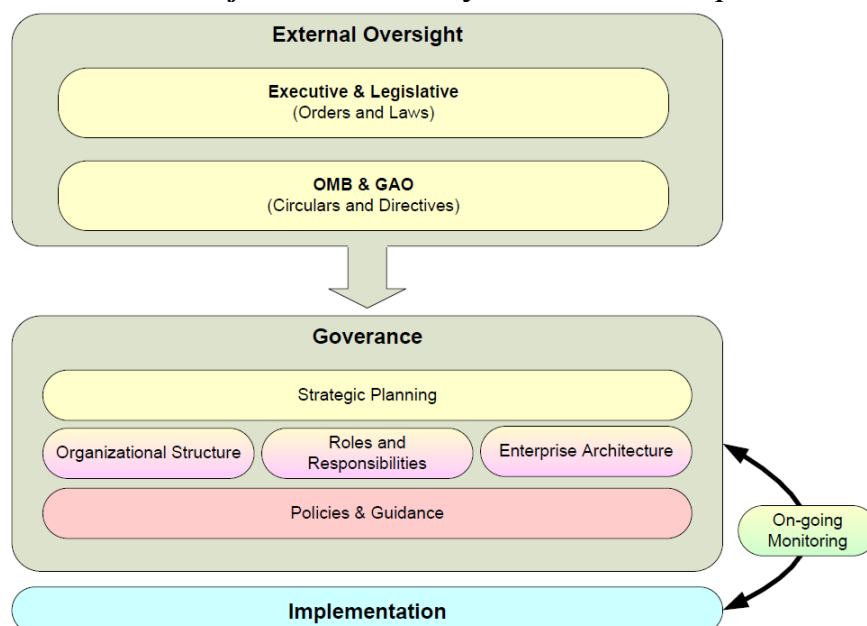 External Oversight
Executive & Legislative
(Orders and Laws)
OMB & GAO
(Circulars and Directives)
Goverance
Strategic Planning
Organizational Structure
Roles and
Responsibilities
Enterprise Architecture
Policies & Guidance
On-going
Monitoring
Implementation